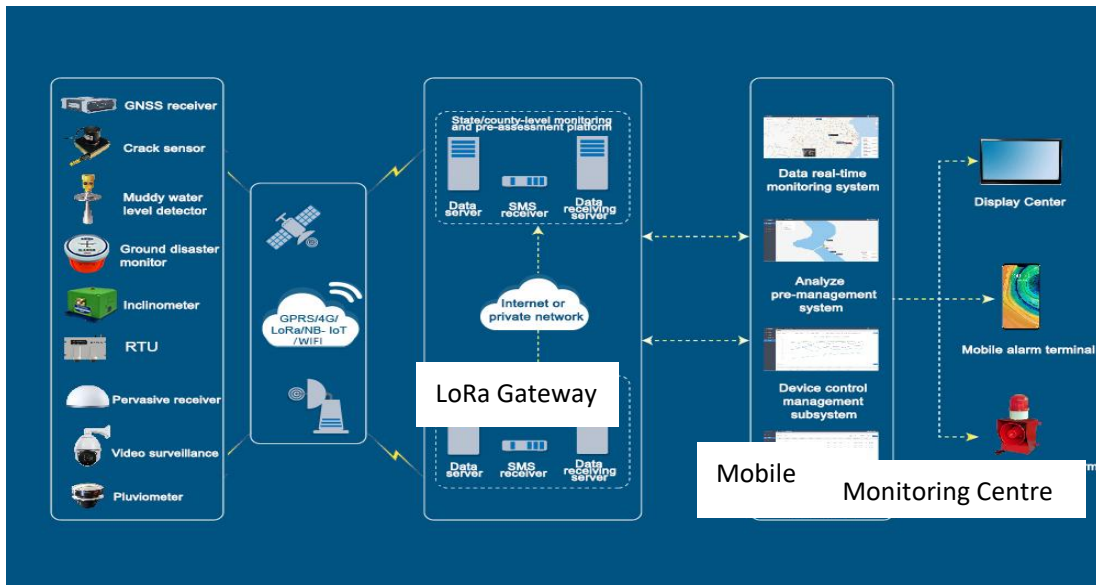 GNSS receiver
Crack sensor
Muddy water
level detector
Ground disaster
monitor
Inclinometer
RTU
Pervasive receiver
Video surveillance
Pluviometer
GPRS/4G/
LoRa/NB- IoT
/WIFI
State/county-level monitoring
and pre-assessment platform
Data
server
SMS
receiver
Data
receiving
server
Internet or
private network
LoRa Gateway
Data
server
SMS
receiver
Data
receiving
server
Data real-time
monitoring system
Analyze
pre-management
system
Device control
management
subsystem
Mobile
Monitoring Centre
Display Center
Mobile alarm terminal